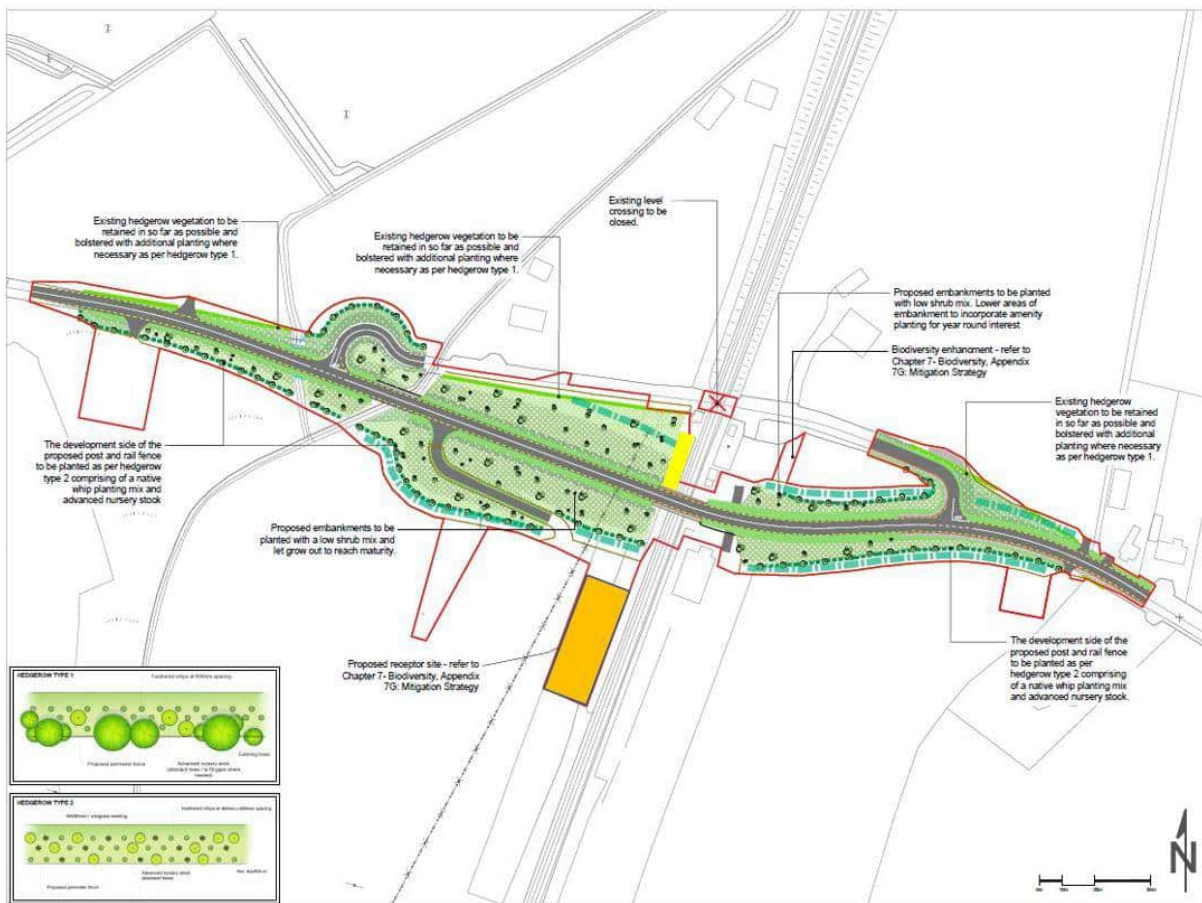 Existing level
crossing to be
closed.
Existing hedgerow vegetation to be
retained in so far as possible and
bolstered with additional planting where
necessary as per hedgerow type 1.
Existing hedgerow vegetation to be
retained in so far as possible and
bolstered with additional planting where
necessary as per hedgerow type 1.
Proposed embankments to be planted
with low shrub mix. Lower areas of
embankment to incorporate amenity
planting for year round interest
Biodiversity enhancment - refer to
Chapter 7- Biodiversity, Appendix
7G: Mitigation Strategy
Existing hedgerow
vegetation to be retained
in so far as possible and
bolstered with additional
planting where necessary
as per hedgerow type 1.
The development side of the
proposed post and rail fence
to be planted as per hedgerow
type 2 comprising of a native
whip planting mix and
advanced nursery stock
Proposed embankments to be
planted with a low shrub mix and
let grow out to reach maturity.
Proposed receptor site - refer to
Chapter 7- Biodiversity, Appendix
7G: Mitigation Strategy
The development side of the
proposed post and rail fence
to be planted as per
hedgerow type 2 comprising
of a native whip planting mix
and advanced nursery stock.
HEDGEROW TYPE 1
Proposed perimeter fence
Existing trees
HEDGEROW TYPE 2
Proposed perimeter fence
N